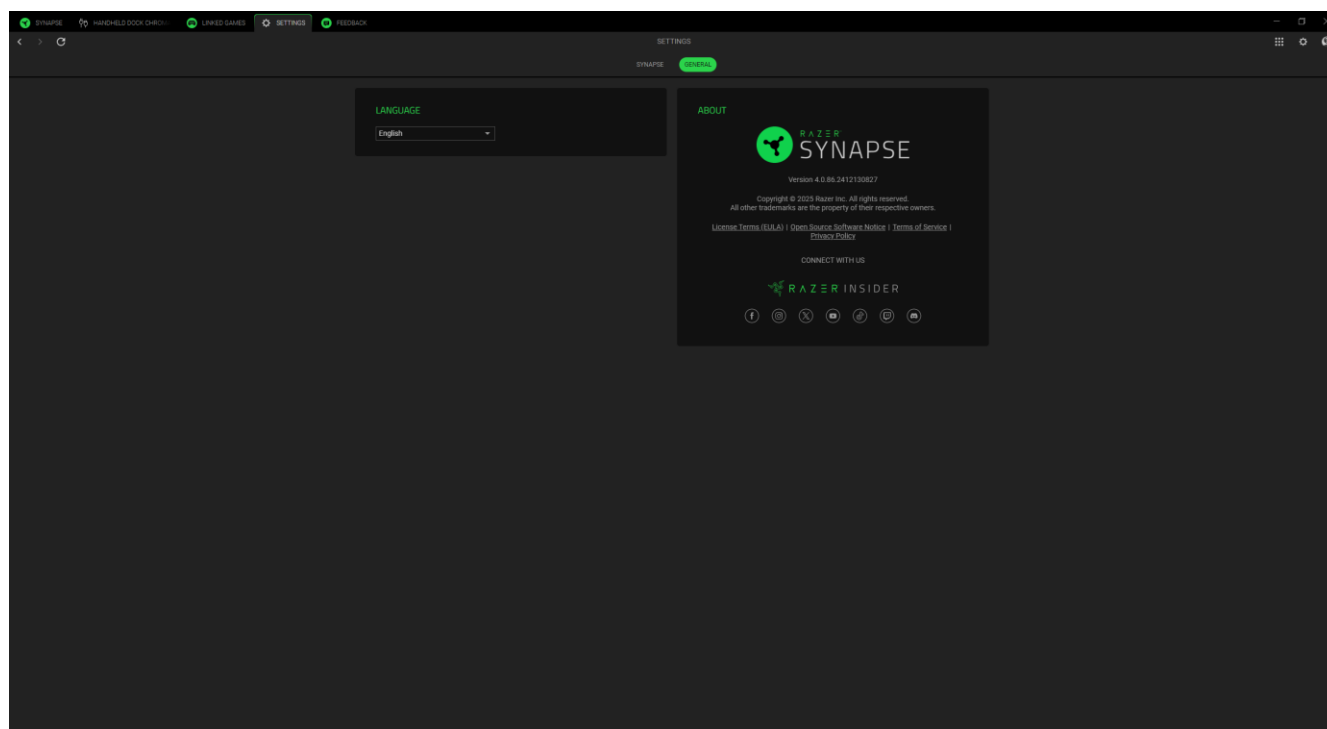 SYNAPSE
HANDHELD DOCK CHRO
LINKED GAMES
SETTINGS
FEEDBACK
SETTINGS
SYNAPSE
GENERAL
LANGUAGE
English
ABOUT
RAZER
SYNAPSE
Version 4.0.86.2412130827
Copyright © 2025 Razer Inc. All rights reserved.
All other trademarks are the property of their respective owners.
License Terms (EULA) | Open Source Software Notice | Terms of Service |
Privacy Policy
CONNECT WITH US
RAZER INSIDER